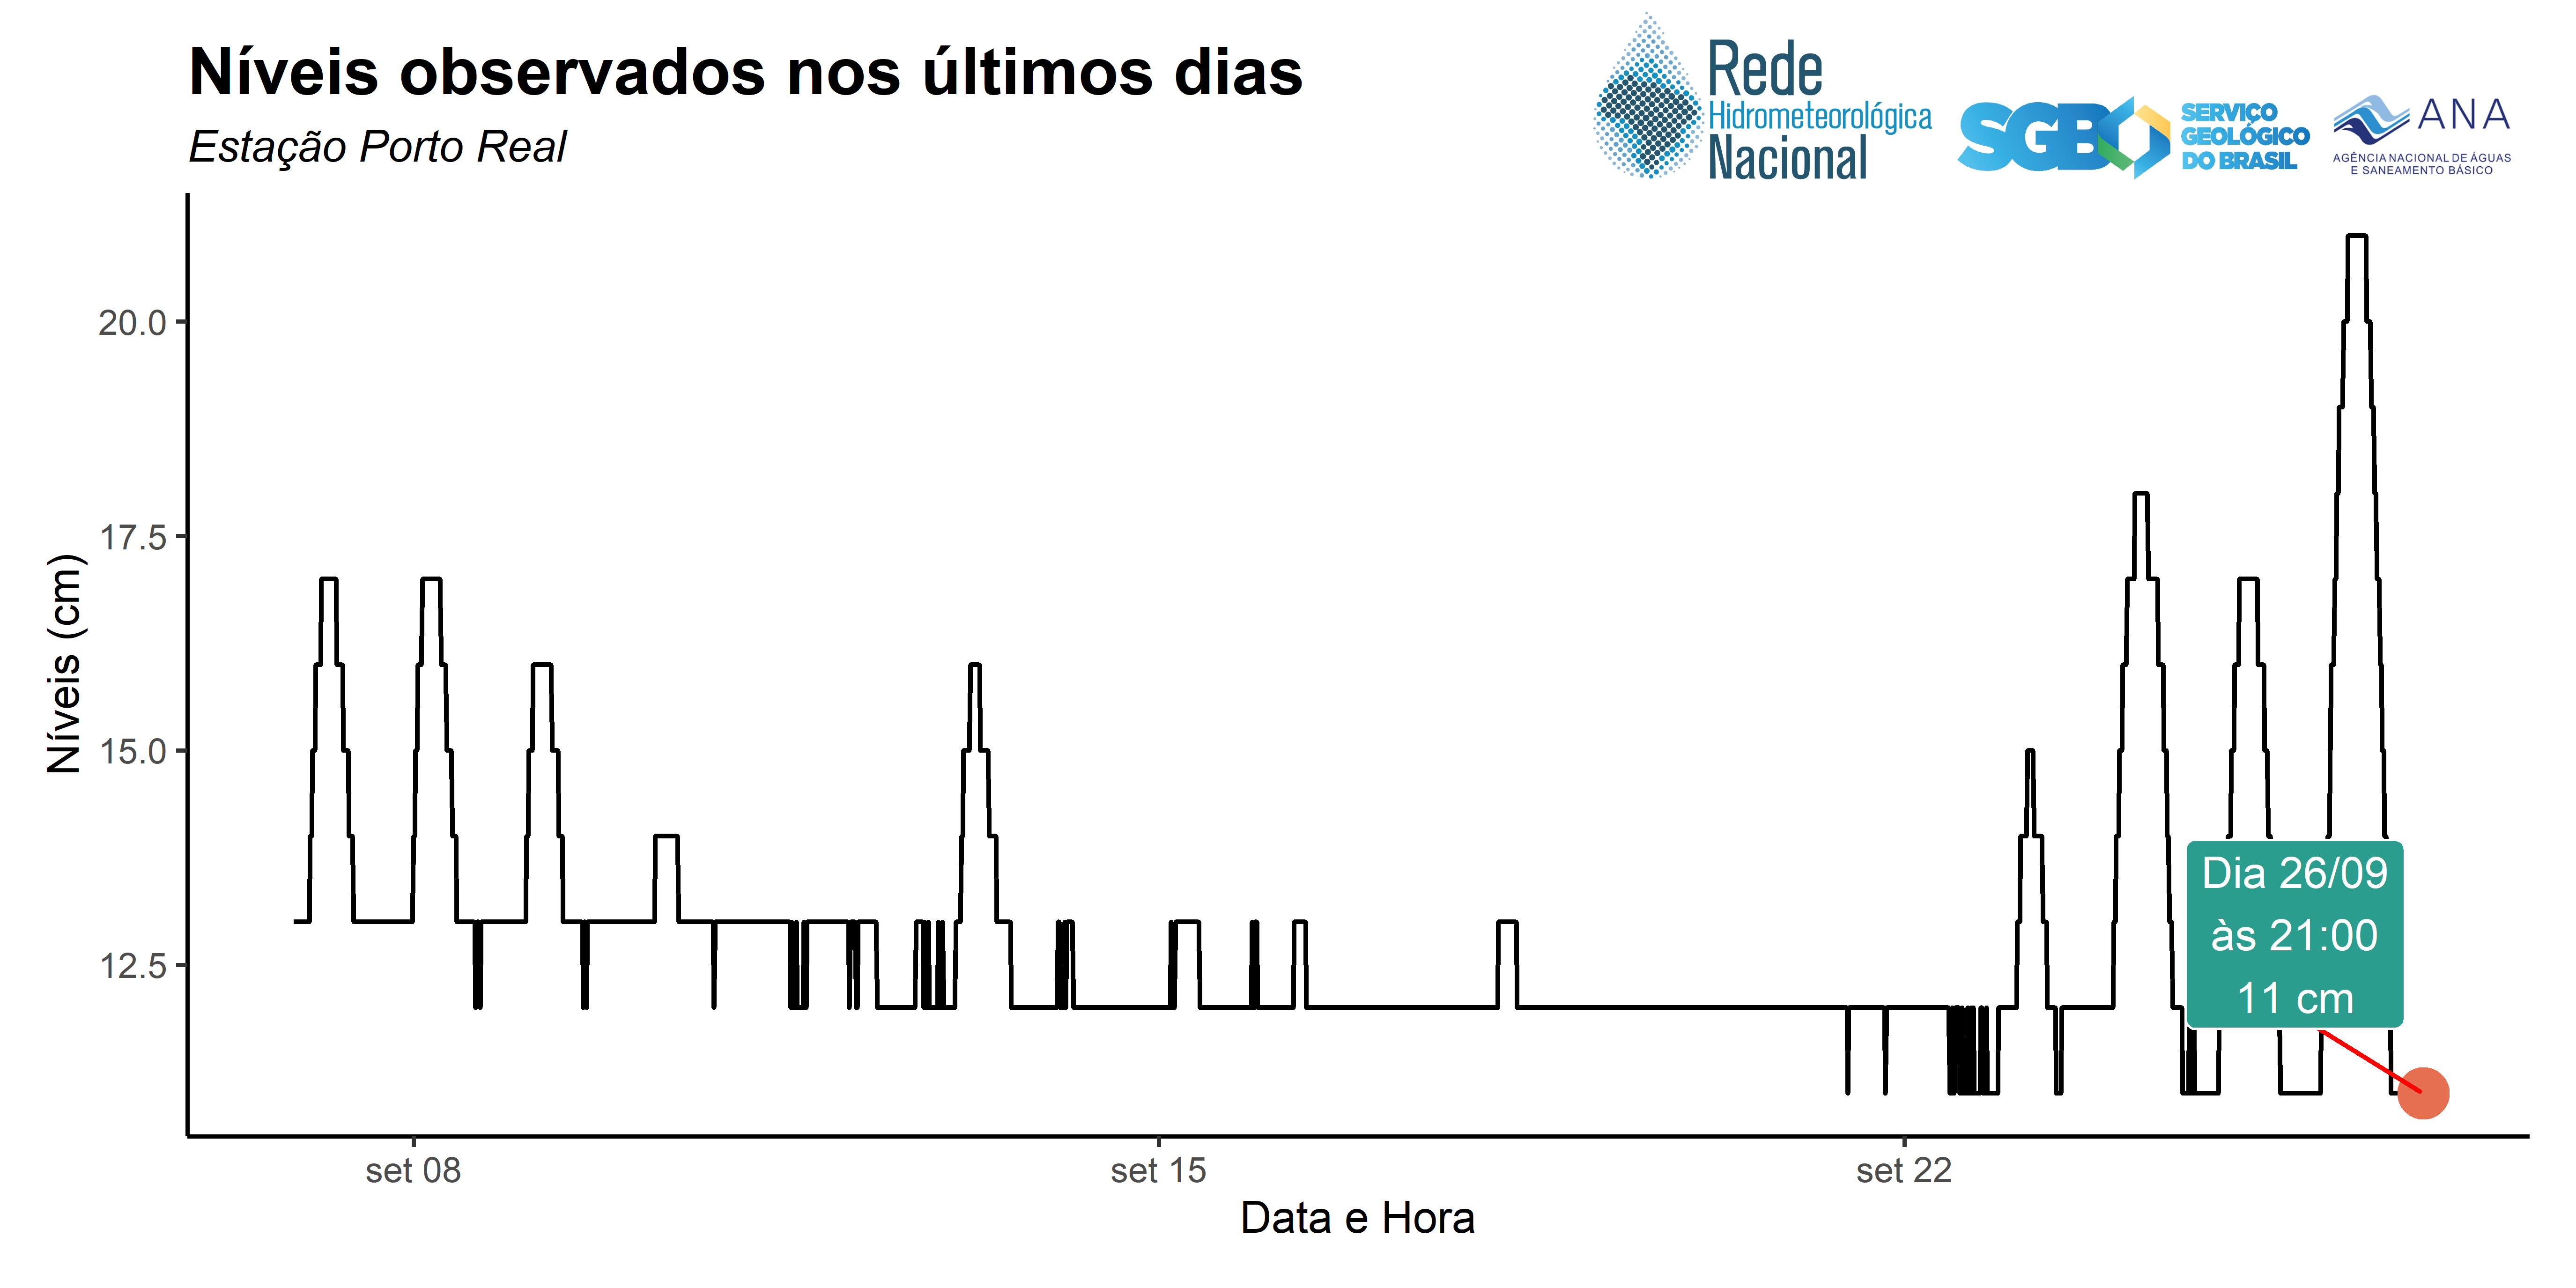 Níveis observados nos últimos dias
Estação Porto Real
Rede
Hidrometeorológica
Nacional
SGB
SERVIÇO
GEOLÓGICO
DO BRASIL
ANA
AGÊNCIA NACIONAL DE ÁGUAS
E SANEAMENTO BÁSICO
Níveis (cm)
20.0
17.5
15.0
12.5
Dia 26/09
às 21:00
11 cm
set 08
set 15
set 22
Data e Hora